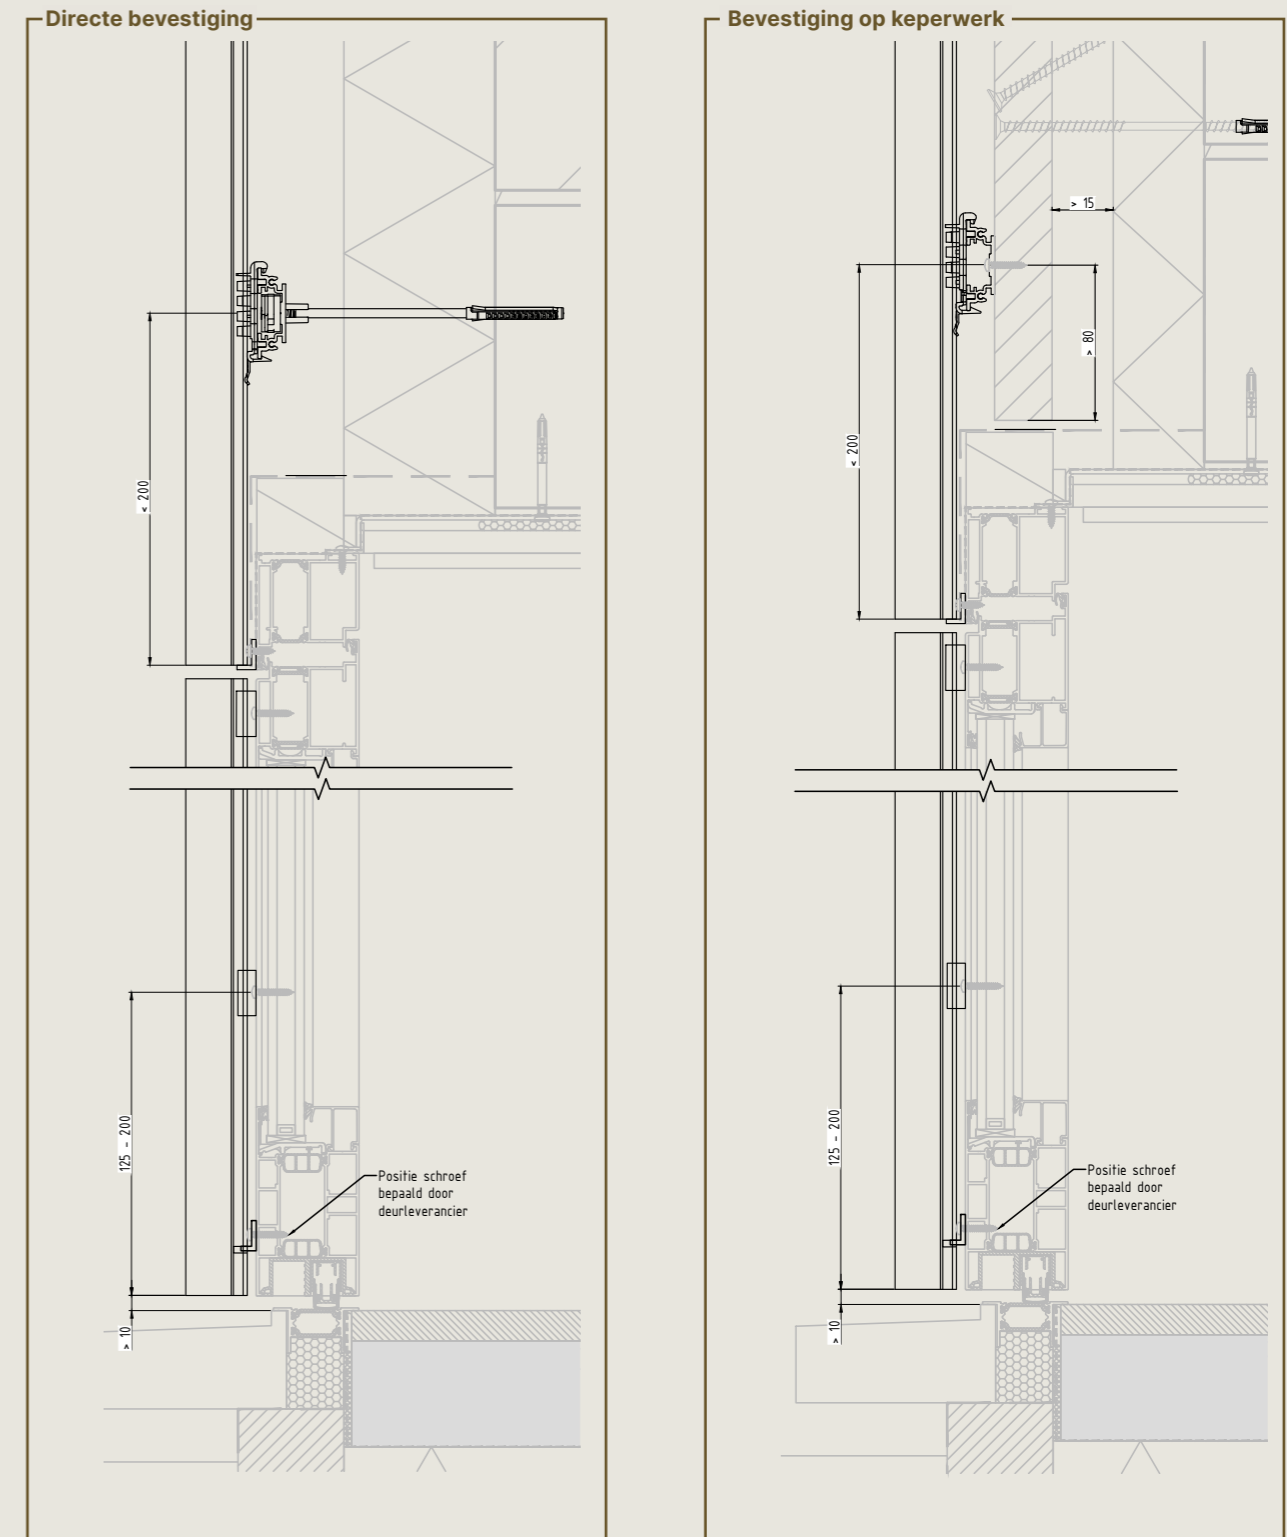 Directe bevestiging
< 200
125 - 200
> 10
Positie schroef
bepaald door
deurleverancier
Bevestiging op keperwerk
> 15
> 80
< 200
125 - 200
> 10
Positie schroef
bepaald door
deurleverancier